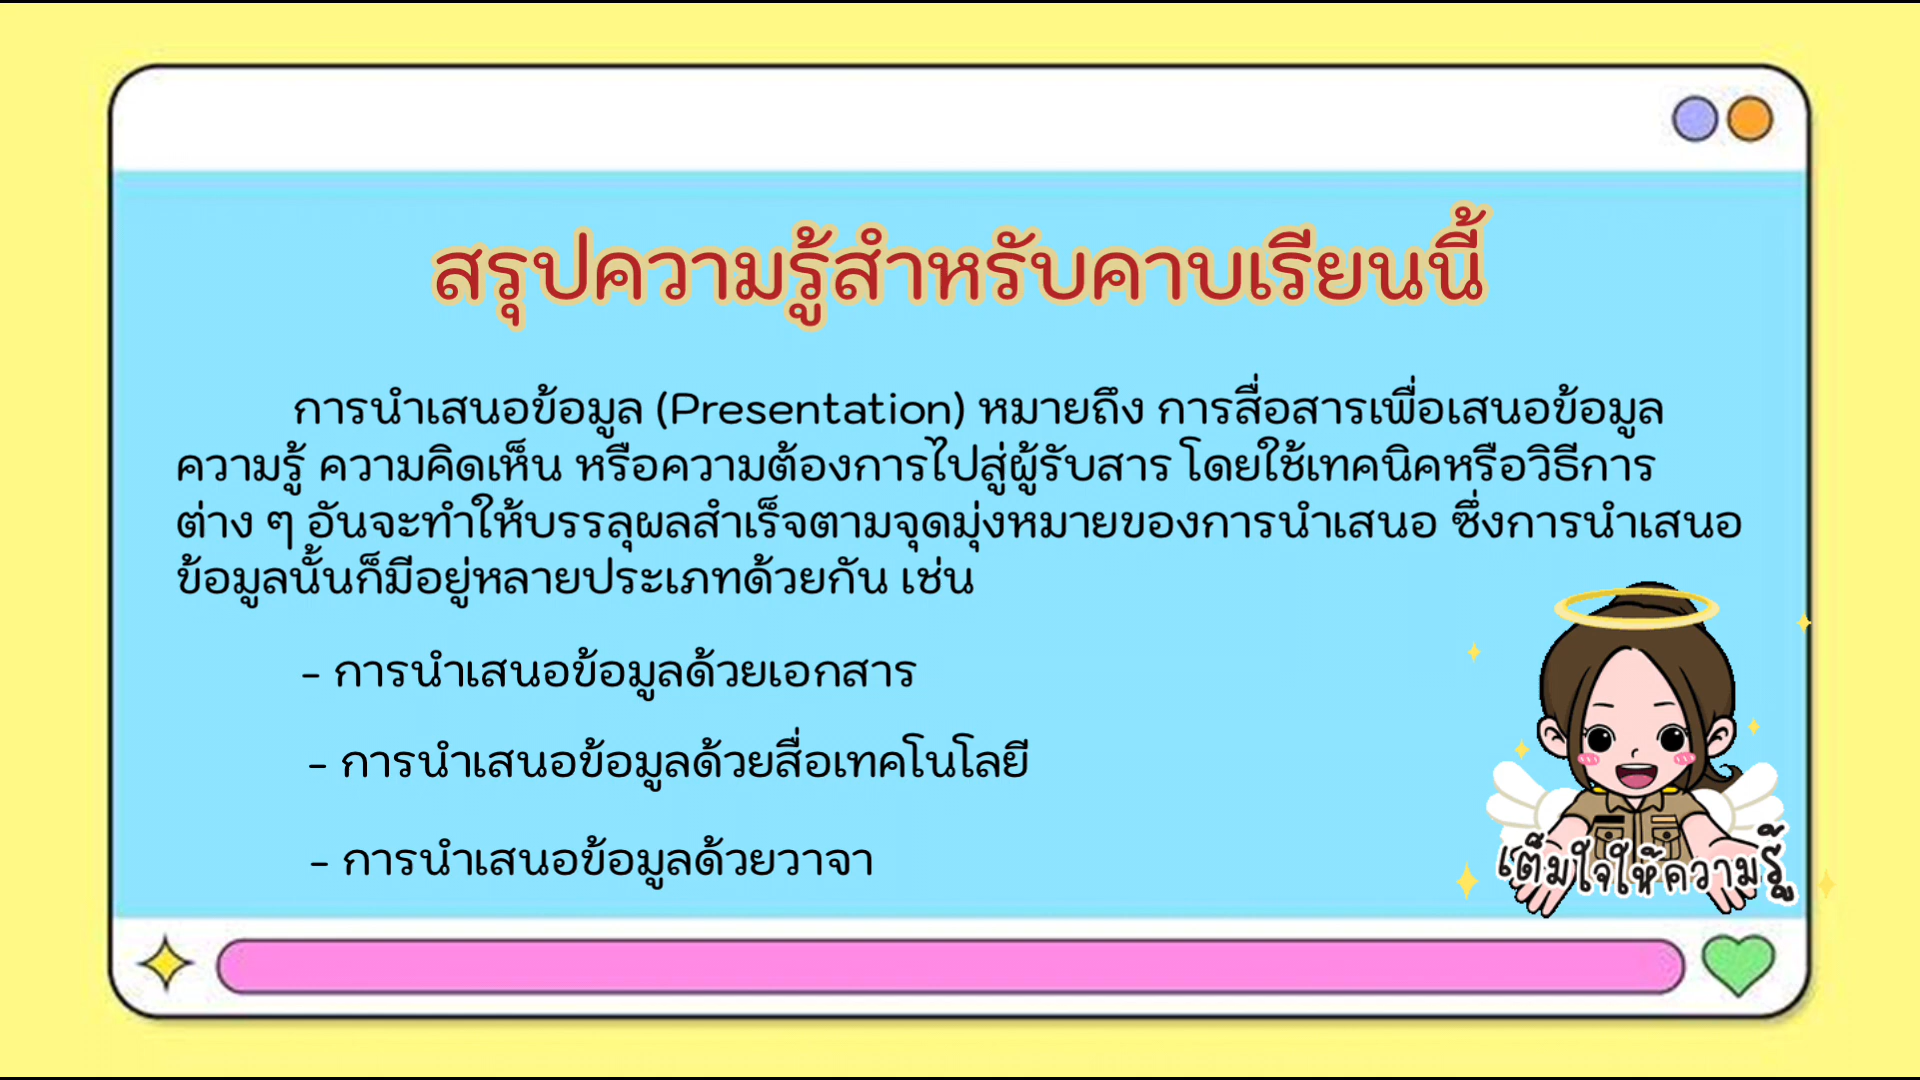 สรุปความรู้สำหรับคาบเรียนนี้
การนำเสนอข้อมูล (Presentation) หมายถึง การสื่อสารเพื่อเสนอข้อมูล
ความรู้ ความคิดเห็น หรือความต้องการไปสู่ผู้รับสาร โดยใช้เทคนิคหรือวิธีการ
ต่าง ๆ อันจะทำให้บรรลุผลสำเร็จตามจุดมุ่งหมายของการนำเสนอ ซึ่งการนำเสนอ
ข้อมูลนั้นก็มีอยู่หลายประเภทด้วยกัน เช่น
- การนำเสนอข้อมูลด้วยเอกสาร
- การนำเสนอข้อมูลด้วยสื่อเทคโนโลยี
- การนำเสนอข้อมูลด้วยวาจา
เต็มใจให้ความรู้